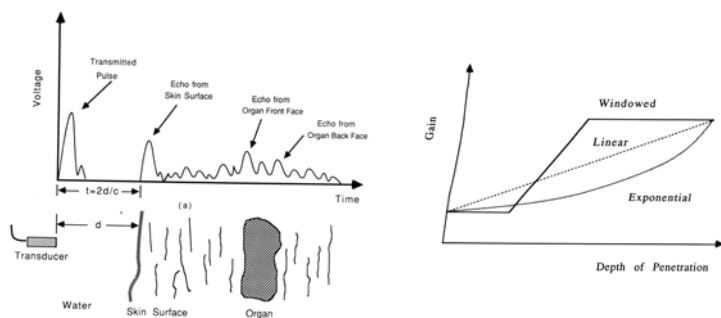 Transmitted
Pulse
Echo from
Skin Surface
Echo from
Organ Front Face
Echo from
Organ Back Face
Voltage
t=2d/c
(a)
Time
d
Transducer
Water
Skin Surface
Organ
Windowed
Linear
Exponential
Gain
Depth of Penetration